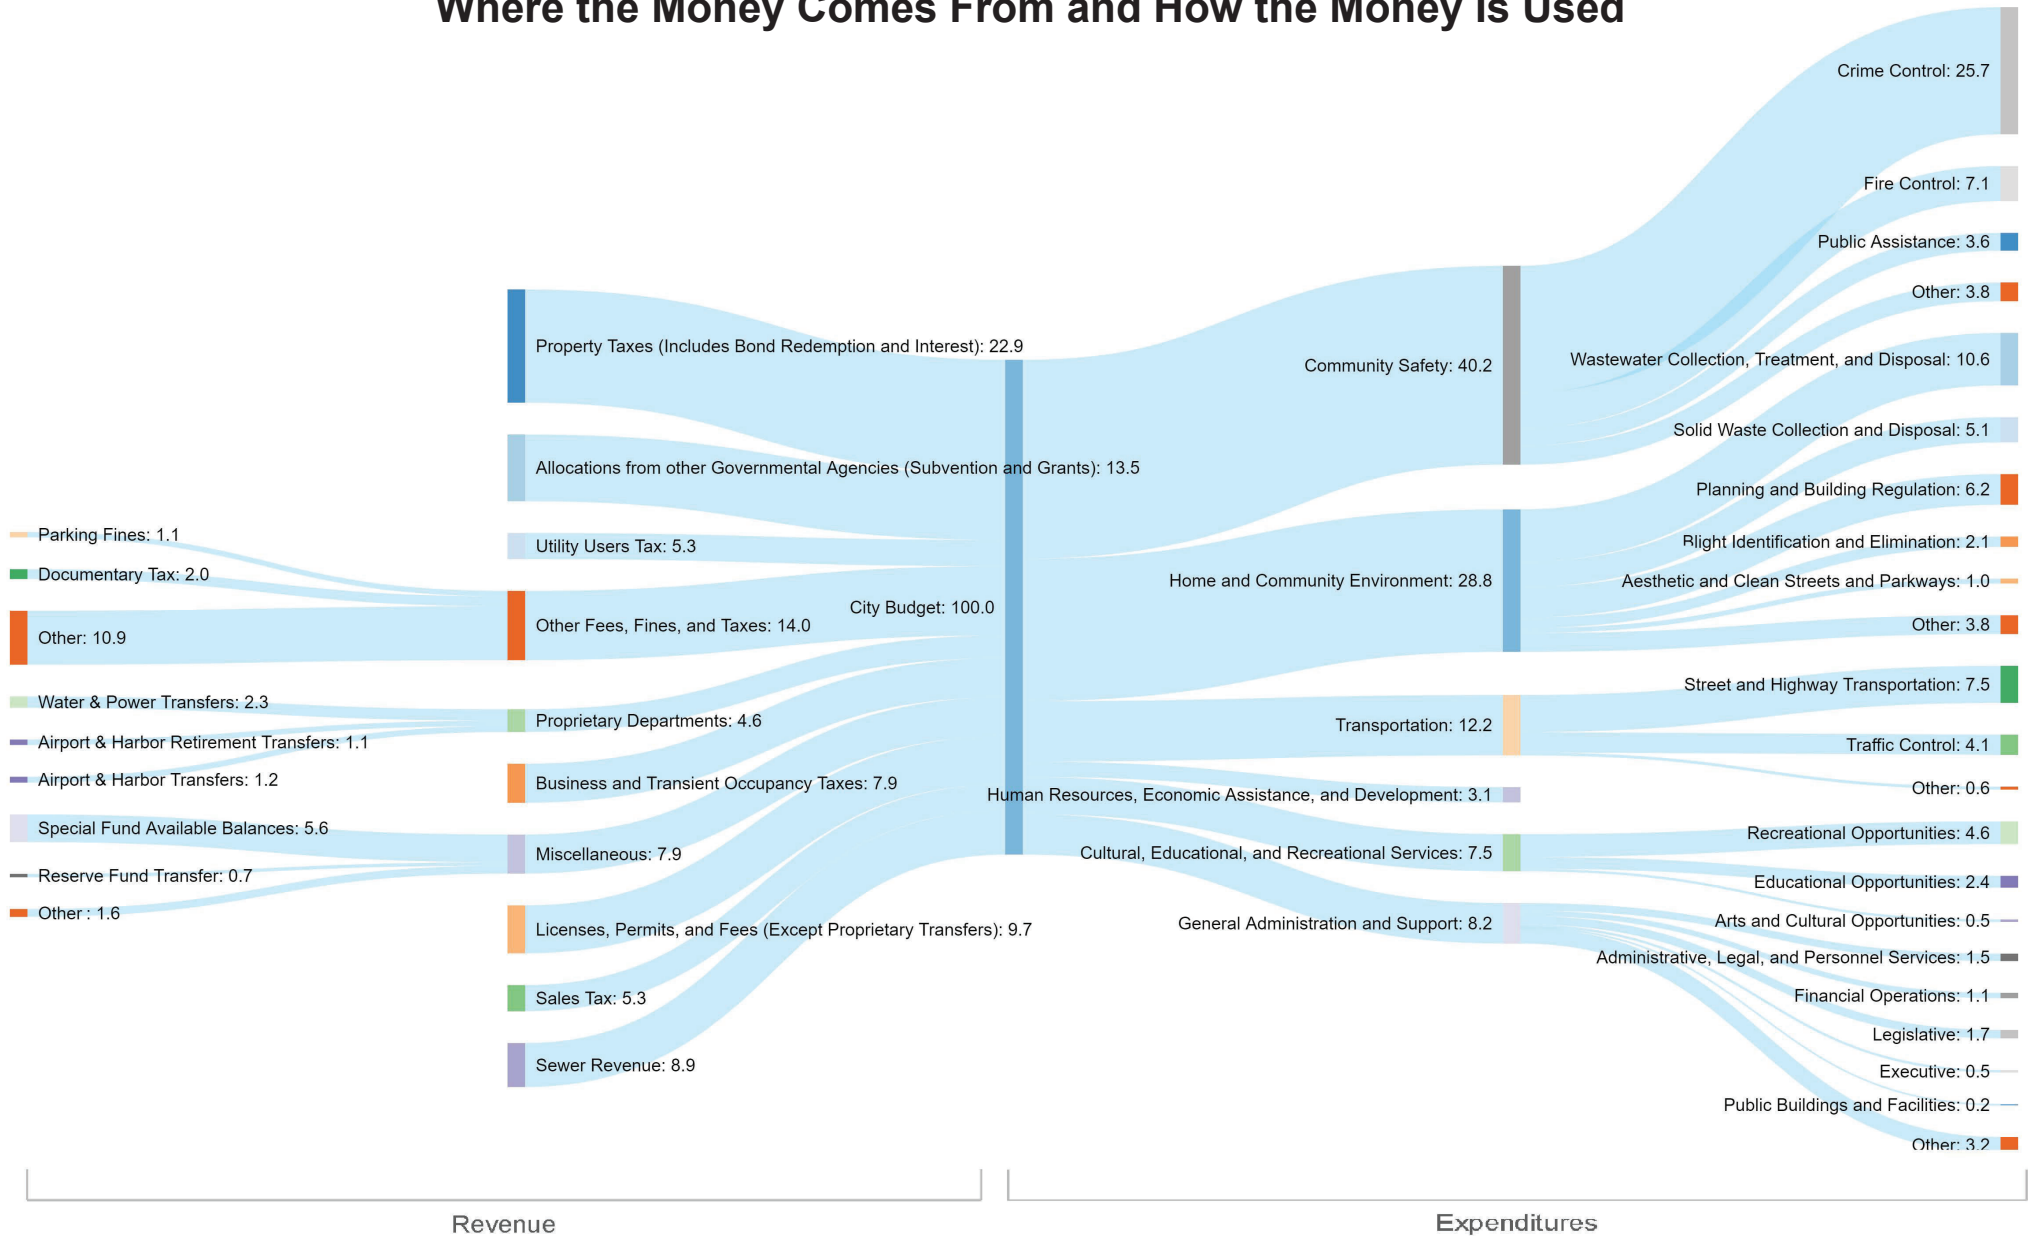 Where the Money Comes From and How the Money is Used
Parking Fines: 1.1
Documentary Tax: 2.0
Other: 10.9
Water & Power Transfers: 2.3
Airport & Harbor Retirement Transfers: 1.1
Airport & Harbor Transfers: 1.2
Special Fund Available Balances: 5.6
Reserve Fund Transfer: 0.7
Other : 1.6
Property Taxes (Includes Bond Redemption and Interest): 22.9
Allocations from other Governmental Agencies (Subvention and Grants): 13.5
Utility Users Tax: 5.3
Other Fees, Fines, and Taxes: 14.0
Proprietary Departments: 4.6
Business and Transient Occupancy Taxes: 7.9
Miscellaneous: 7.9
Licenses, Permits, and Fees (Except Proprietary Transfers): 9.7
Sales Tax: 5.3
Sewer Revenue: 8.9
City Budget: 100.0
Community Safety: 40.2
Home and Community Environment: 28.8
Transportation: 12.2
Human Resources, Economic Assistance, and Development: 3.1
Cultural, Educational, and Recreational Services: 7.5
General Administration and Support: 8.2
Crime Control: 25.7
Fire Control: 7.1
Public Assistance: 3.6
Other: 3.8
Wastewater Collection, Treatment, and Disposal: 10.6
Solid Waste Collection and Disposal: 5.1
Planning and Building Regulation: 6.2
Blight Identification and Elimination: 2.1
Aesthetic and Clean Streets and Parkways: 1.0
Other: 3.8
Street and Highway Transportation: 7.5
Traffic Control: 4.1
Other: 0.6
Recreational Opportunities: 4.6
Educational Opportunities: 2.4
Arts and Cultural Opportunities: 0.5
Administrative, Legal, and Personnel Services: 1.5
Financial Operations: 1.1
Legislative: 1.7
Executive: 0.5
Public Buildings and Facilities: 0.2
Other: 3.2
Revenue
Expenditures